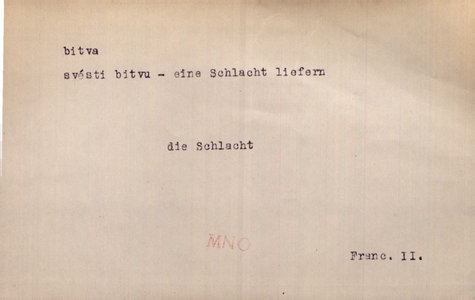 bitva
svésti bitvu - eine Schlacht liefern
die Schlacht
MNO
Franc. II.